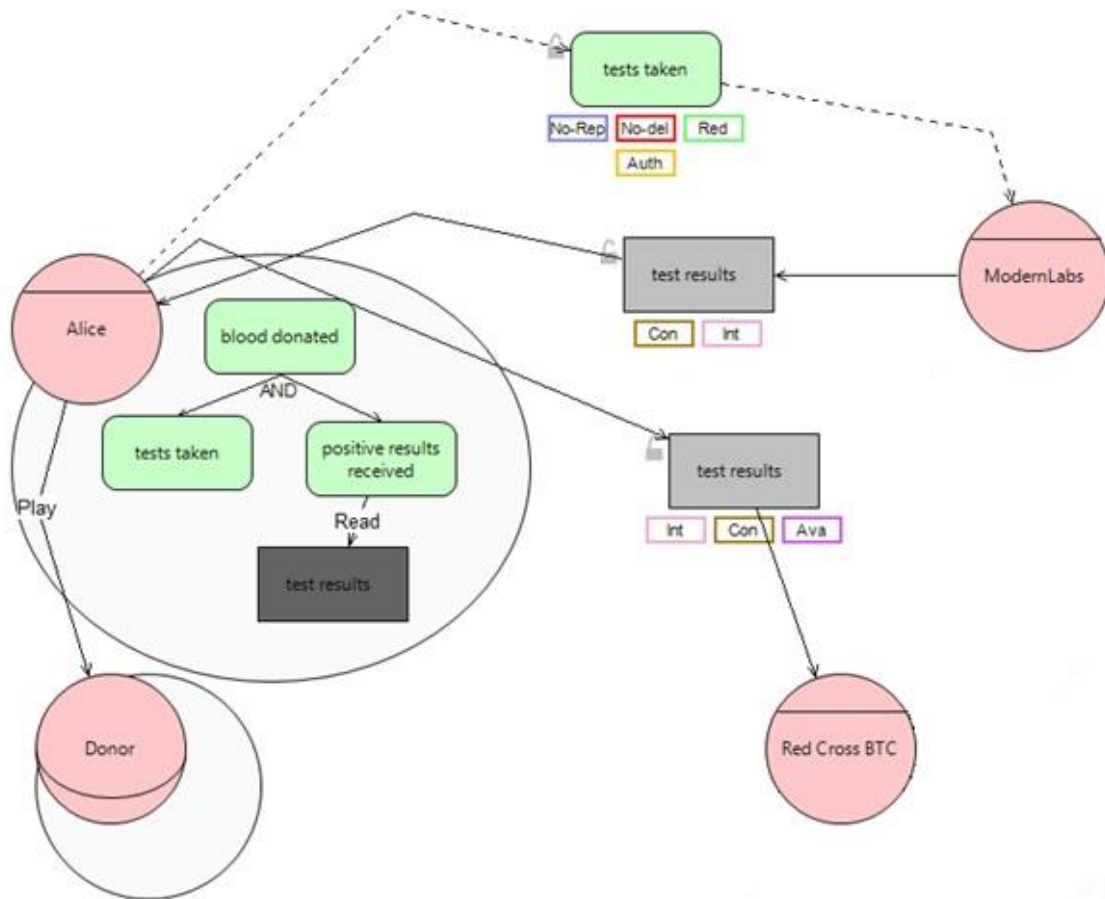 tests taken
No-Rep No-del Red
Auth
test results
ModernLabs
Con Int
Alice
blood donated
AND
tests taken
positive results
received
test results
Play
Read
Int Con Ava
test results
Donor
Red Cross BTC